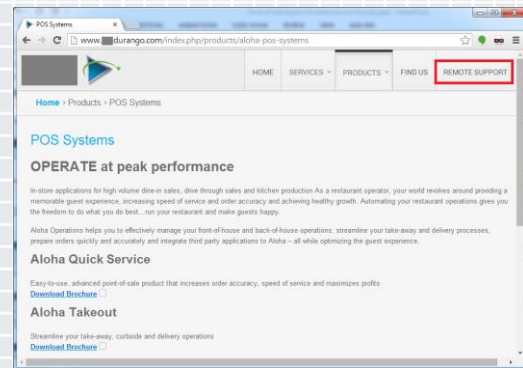 POS Systems
www. durango.com/index.php/products/aloha-pos-systems
HOME SERVICES PRODUCTS FIND US REMOTE SUPPORT
Home › Products › POS Systems
POS Systems
OPERATE at peak performance
In-store applications for high volume dine-in sales, drive through sales and kitchen production As a restaurant operator, your world revolves around providing a
memorable guest experience, increasing speed of service and order accuracy and achieving healthy growth. Automating your restaurant operations gives you
the freedom to do what you do best…run your restaurant and make guests happy.
Aloha Operations helps you to effectively manage your front-of-house and back-of-house operations, streamline your take-away and delivery processes,
prepare orders quickly and accurately and integrate third party applications to Aloha – all while optimizing the guest experience.
Aloha Quick Service
Easy-to-use, advanced point-of-sale product that increases order accuracy, speed of service and maximizes profits
Download Brochure
Aloha Takeout
Streamline your take-away, curbside and delivery operations
Download Brochure